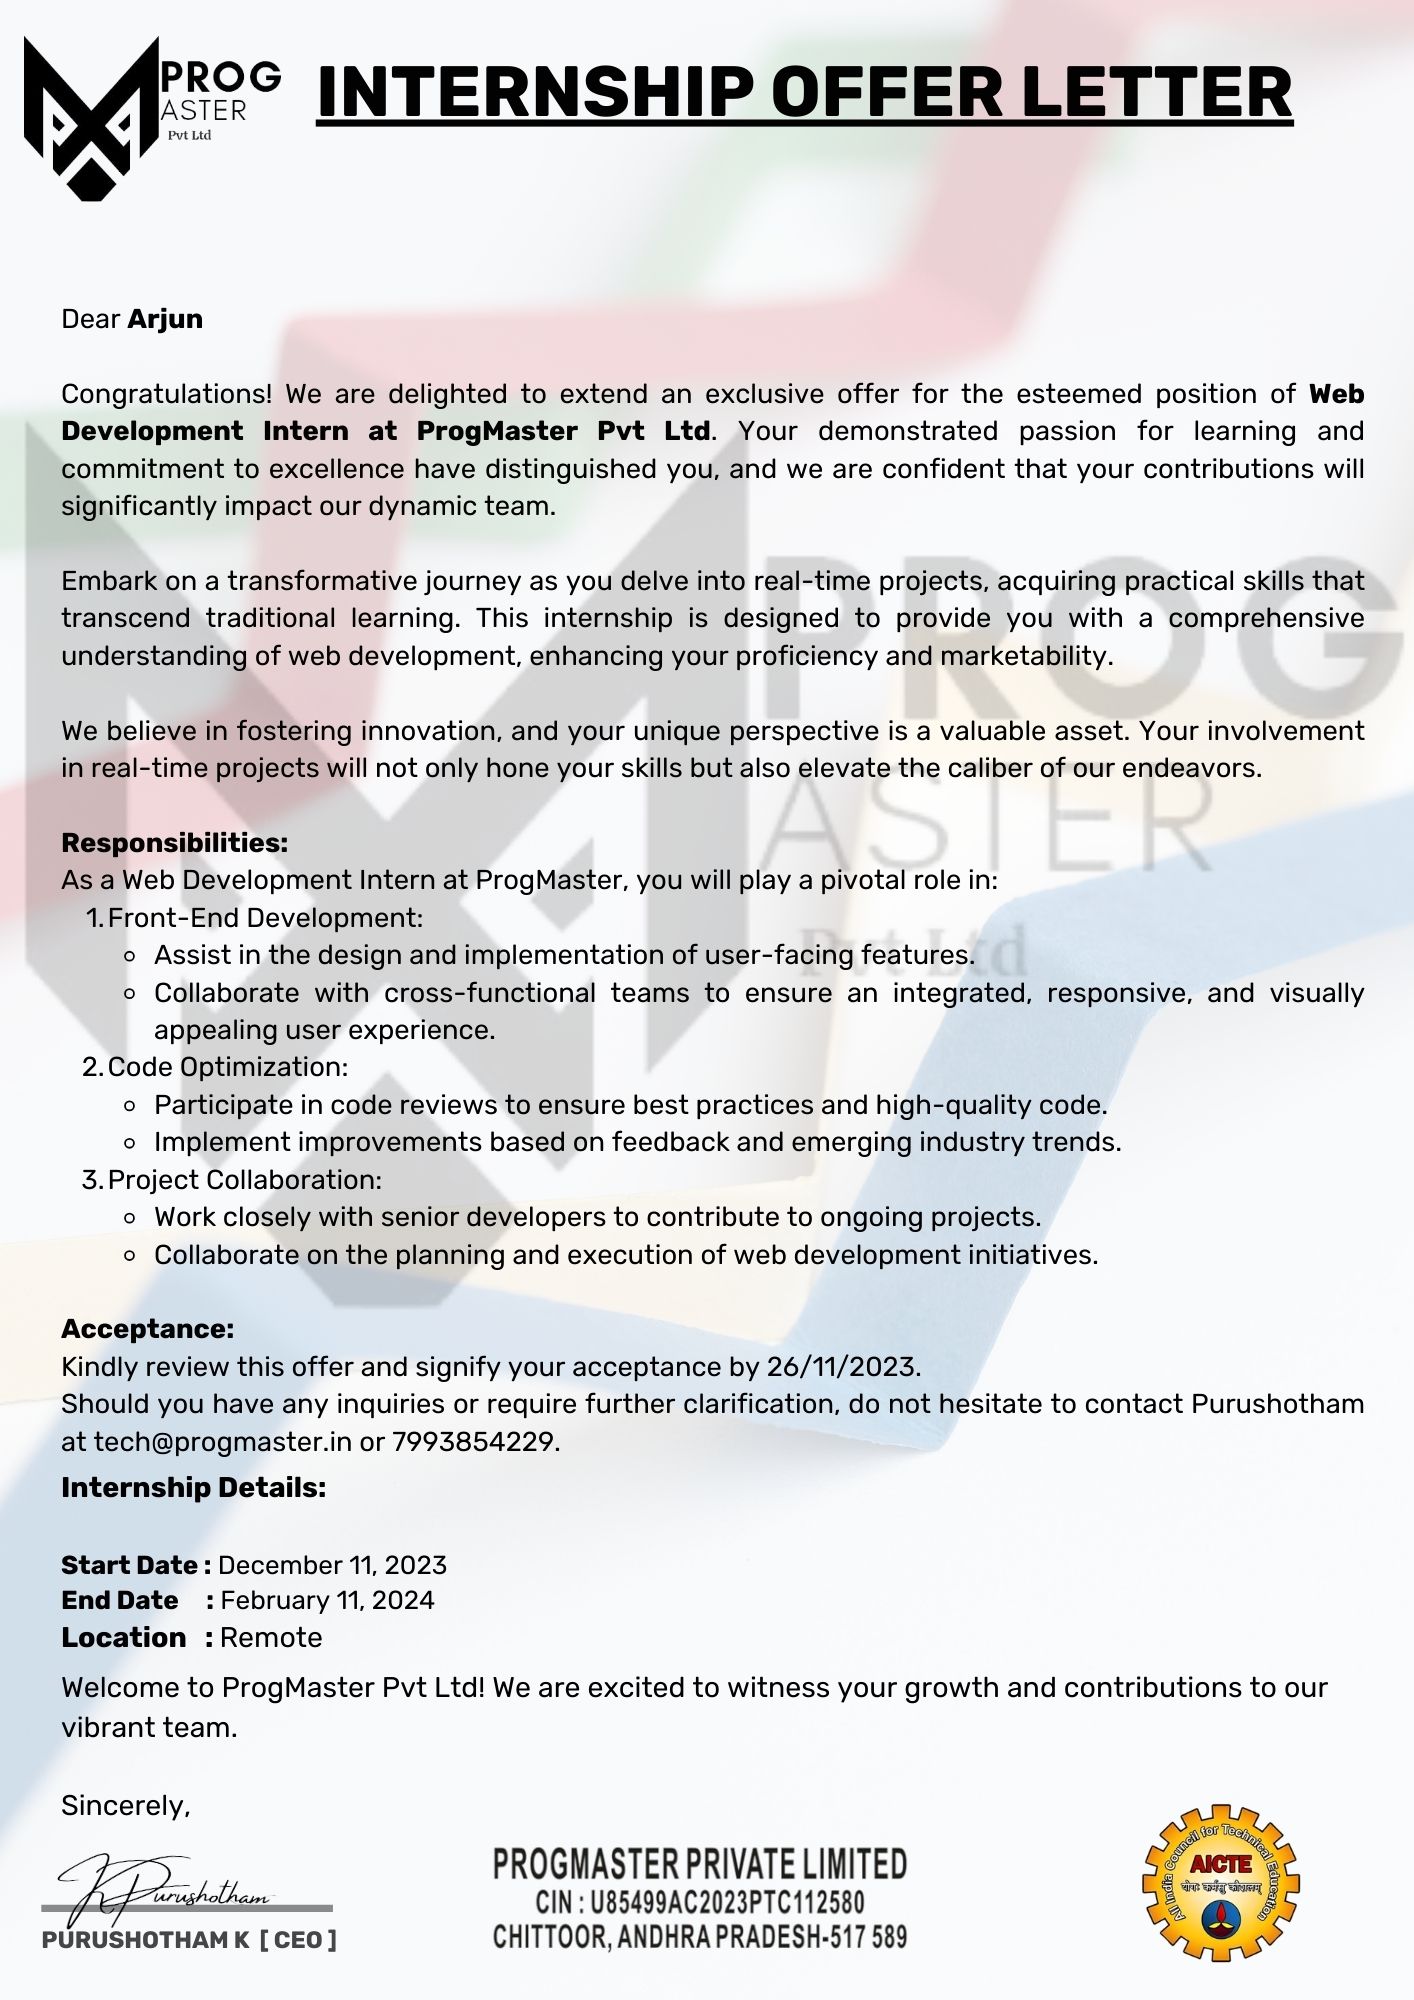 PROG
ASTER
Pvt Ltd
INTERNSHIP OFFER LETTER
Dear Arjun
Congratulations! We are delighted to extend an exclusive offer for the esteemed position of Web
Development Intern at ProgMaster Pvt Ltd. Your demonstrated passion for learning and
commitment to excellence have distinguished you, and we are confident that your contributions will
significantly impact our dynamic team.
Embark on a transformative journey as you delve into real-time projects, acquiring practical skills that
transcend traditional learning. This internship is designed to provide you with a comprehensive
understanding of web development, enhancing your proficiency and marketability.
We believe in fostering innovation, and your unique perspective is a valuable asset. Your involvement
in real-time projects will not only hone your skills but also elevate the caliber of our endeavors.
PROG
ASTER
Pvt Ltd
Responsibilities:
As a Web Development Intern at ProgMaster, you will play a pivotal role in:
1. Front-End Development:
Assist in the design and implementation of user-facing features.
Collaborate with cross-functional teams to ensure an integrated, responsive, and visually
appealing user experience.
2. Code Optimization:
Participate in code reviews to ensure best practices and high-quality code.
Implement improvements based on feedback and emerging industry trends.
3. Project Collaboration:
Work closely with senior developers to contribute to ongoing projects.
Collaborate on the planning and execution of web development initiatives.
Acceptance:
Kindly review this offer and signify your acceptance by 26/11/2023.
Should you have any inquiries or require further clarification, do not hesitate to contact Purushotham
at tech@progmaster.in or 7993854229.
Internship Details:
Start Date : December 11, 2023
End Date : February 11, 2024
Location : Remote
Welcome to ProgMaster Pvt Ltd! We are excited to witness your growth and contributions to our
vibrant team.
Sincerely,
K Purushotham
PURUSHOTHAM K [ CEO ]
PROGMASTER PRIVATE LIMITED
CIN : U85499AC2023PTC112580
CHITTOOR, ANDHRA PRADESH-517 589
All India Council for Technical Education
AICTE
योगः कर्मसु कौशलम्